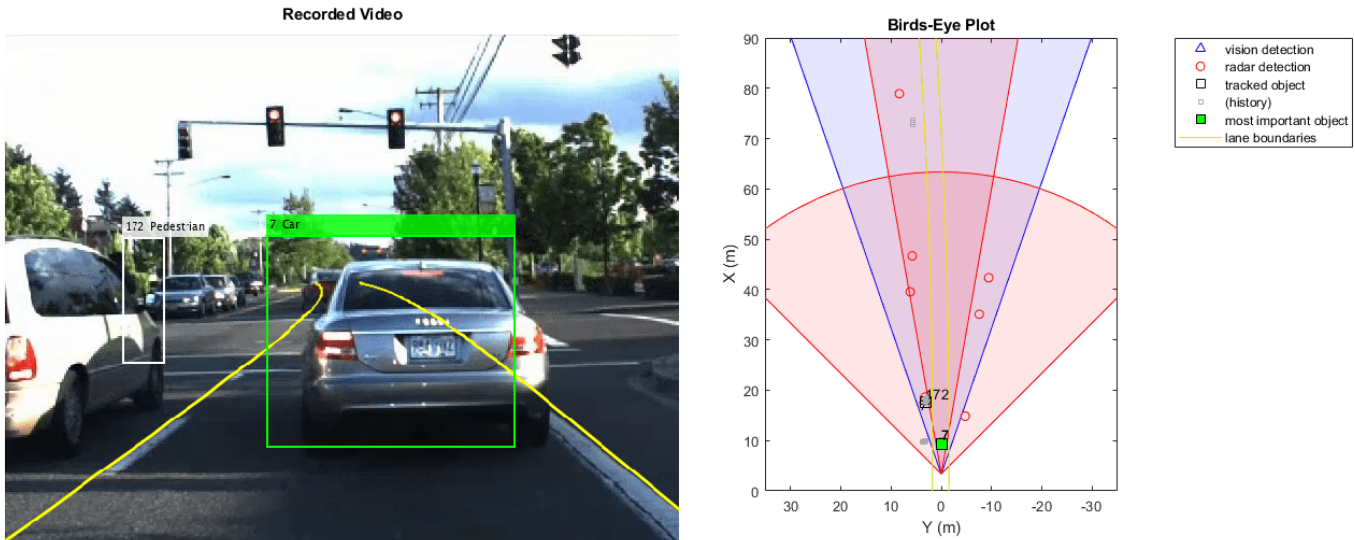 Recorded Video
172 Pedestrian
7 Car
Birds-Eye Plot
90
80
70
60
50
40
30
20
10
0
X (m)
172
7
30
20
10
0
-10
-20
-30
Y (m)
vision detection
radar detection
tracked object
(history)
most important object
lane boundaries